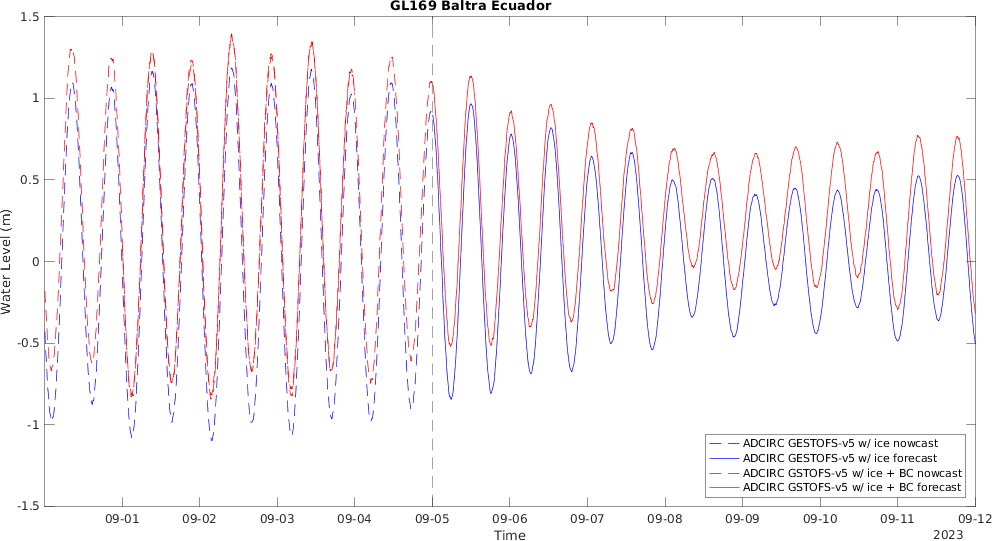 GL169 Baltra Ecuador
1.5
1
0.5
0
-0.5
-1
-1.5
Water Level (m)
ADCIRC GESTOFS-v5 w/ ice nowcast
ADCIRC GESTOFS-v5 w/ ice forecast
ADCIRC GSTOFS-v5 w/ ice + BC nowcast
ADCIRC GSTOFS-v5 w/ ice + BC forecast
09-01 09-02 09-03 09-04 09-05 09-06 09-07 09-08 09-09 09-10 09-11 09-12
Time
2023